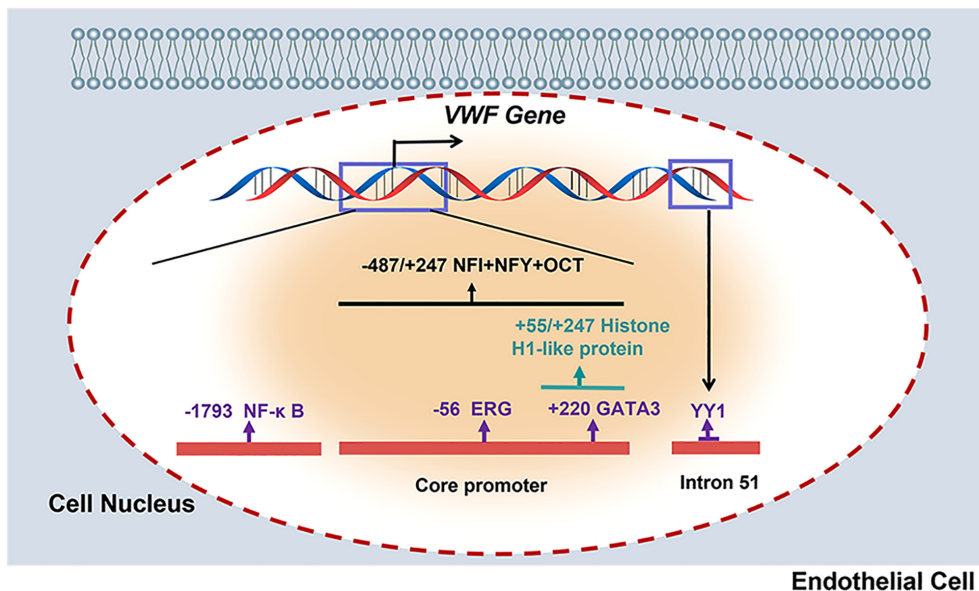 VWF Gene
-487/+247 NFI+NFY+OCT
+55/+247 Histone
H1-like protein
-1793 NF-κ B
-56 ERG
+220 GATA3
YY1
Core promoter
Intron 51
Cell Nucleus
Endothelial Cell